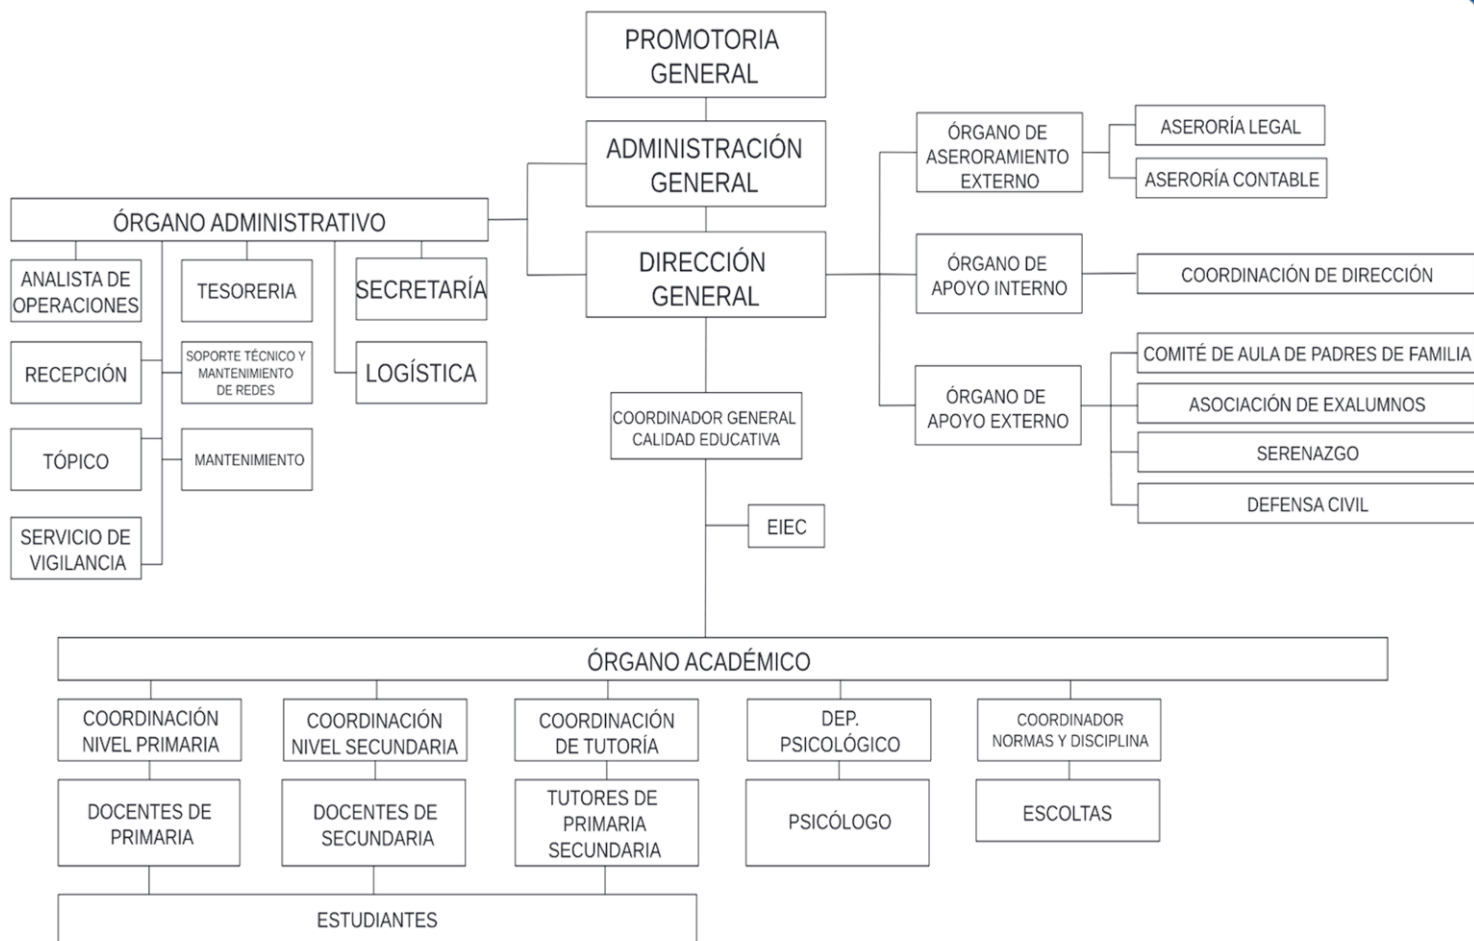 PROMOTORIA
GENERAL
ADMINISTRACIÓN
GENERAL
DIRECCIÓN
GENERAL
ÓRGANO DE
ASERORAMIENTO
EXTERNO
ASERORÍA LEGAL
ASERORÍA CONTABLE
ÓRGANO DE
APOYO INTERNO
COORDINACIÓN DE DIRECCIÓN
ÓRGANO DE
APOYO EXTERNO
COMITÉ DE AULA DE PADRES DE FAMILIA
ASOCIACIÓN DE EXALUMNOS
SERENAZGO
DEFENSA CIVIL
ÓRGANO ADMINISTRATIVO
ANALISTA DE
OPERACIONES
TESORERIA
SECRETARÍA
RECEPCIÓN
SOPORTE TÉCNICO Y
MANTENIMIENTO
DE REDES
LOGÍSTICA
TÓPICO
MANTENIMIENTO
SERVICIO DE
VIGILANCIA
COORDINADOR GENERAL
CALIDAD EDUCATIVA
EIEC
ÓRGANO ACADÉMICO
COORDINACIÓN
NIVEL PRIMARIA
COORDINACIÓN
NIVEL SECUNDARIA
COORDINACIÓN
DE TUTORÍA
DEP.
PSICOLÓGICO
COORDINADOR
NORMAS Y DISCIPLINA
DOCENTES DE
PRIMARIA
DOCENTES DE
SECUNDARIA
TUTORES DE
PRIMARIA
SECUNDARIA
PSICÓLOGO
ESCOLTAS
ESTUDIANTES